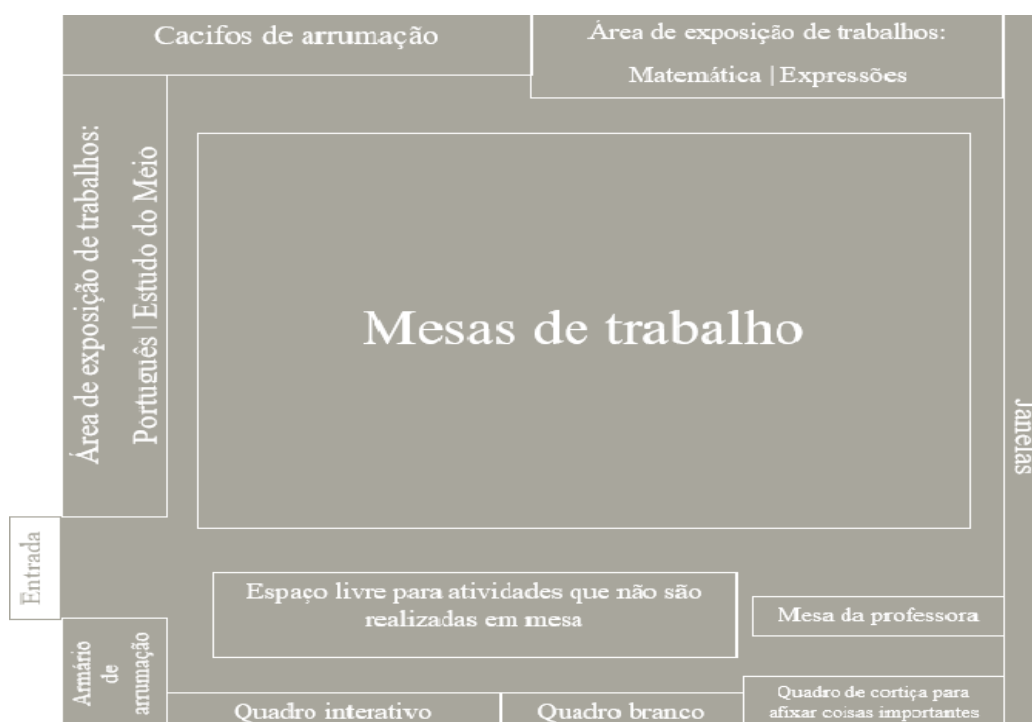 Cacifos de arrumação
Área de exposição de trabalhos:
Matemática | Expressões
Área de exposição de trabalhos:
Português | Estudo do Meio
Mesas de trabalho
Janelas
Entrada
Espaço livre para atividades que não são
realizadas em mesa
Mesa da professora
Armário
de
arrumação
Quadro interativo
Quadro branco
Quadro de cortiça para
afixar coisas importantes